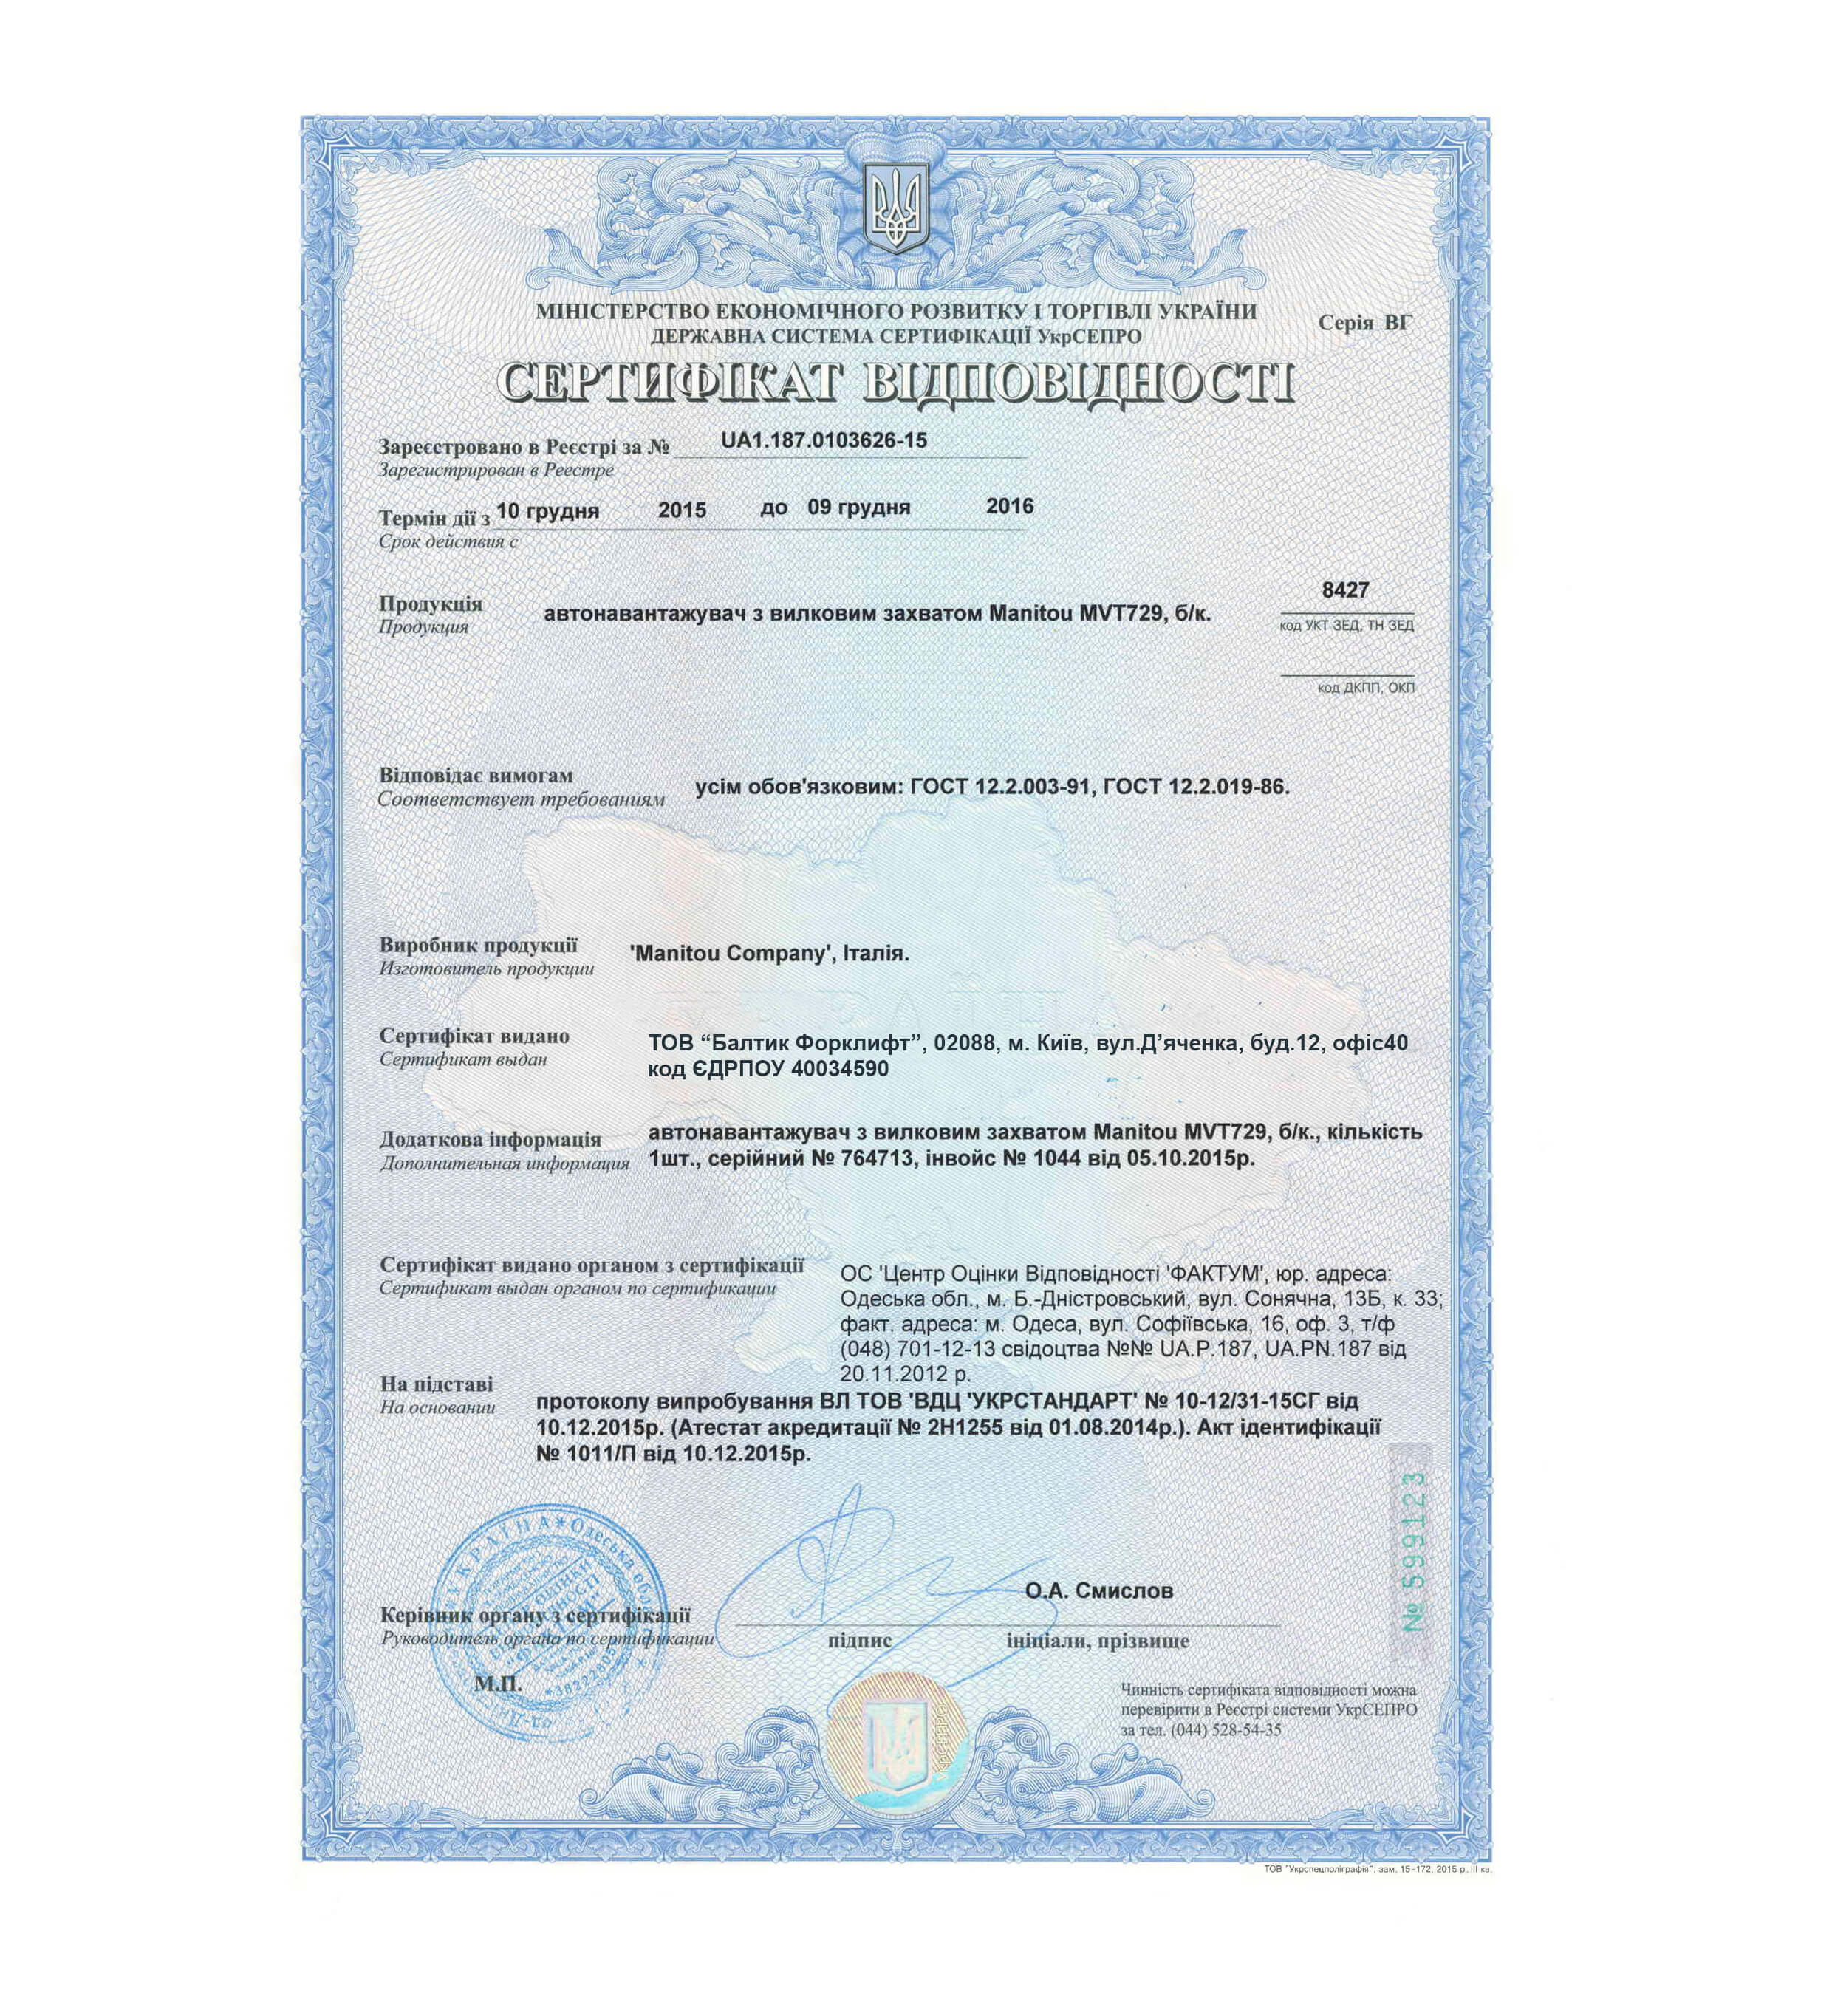 МІНІСТЕРСТВО ЕКОНОМІЧНОГО РОЗВИТКУ І ТОРГІВЛІ УКРАЇНИ
ДЕРЖАВНА СИСТЕМА СЕРТИФІКАЦІЇ УкрСЕПРО
Серія ВГ
СЕРТИФІКАТ ВІДПОВІДНОСТІ
Зареєстровано в Реєстрі за № UA1.187.0103626-15
Зарегистрирован в Реестре
Термін дії з 10 грудня 2015 до 09 грудня 2016
Срок действия с
8427
Продукція автонавантажувач з вилковим захватом Manitou MVT729, б/к.
Продукция
код УКТ ЗЕД, ТН ЗЕД
код ДКПП, ОКП
Відповідає вимогам усім обов'язковим: ГОСТ 12.2.003-91, ГОСТ 12.2.019-86.
Соответствует требованиям
Виробник продукції 'Manitou Company', Італія.
Изготовитель продукции
УКРАЇНА
Сертифікат видано ТОВ “Балтик Форклифт”, 02088, м. Київ, вул.Д’яченка, буд.12, офіс40
Сертификат выдан код ЄДРПОУ 40034590
Додаткова інформація автонавантажувач з вилковим захватом Manitou MVT729, б/к., кількість
Дополнительная информация 1шт., серійний № 764713, інвойс № 1044 від 05.10.2015р.
Сертифікат видано органом з сертифікації
Сертификат выдан органом по сертификации
ОС 'Центр Оцінки Відповідності 'ФАКТУМ', юр. адреса:
Одеська обл., м. Б.-Дністровський, вул. Сонячна, 13Б, к. 33;
факт. адреса: м. Одеса, вул. Софіївська, 16, оф. 3, т/ф
(048) 701-12-13 свідоцтва №№ UA.P.187, UA.PN.187 від
20.11.2012 р.
На підставі
На основании
протоколу випробування ВЛ ТОВ 'ВДЦ 'УКРСТАНДАРТ' № 10-12/31-15СГ від
10.12.2015р. (Атестат акредитації № 2Н1255 від 01.08.2014р.). Акт ідентифікації
№ 1011/П від 10.12.2015р.
№ 599123
УКРАЇНА * Одеська
О.А. Смислов
Керівник органу з сертифікації
Руководитель органа по сертификации
підпис
ініціали, прізвище
М.П.
Чинність сертифіката відповідності можна
перевірити в Реєстрі системи УкрСЕПРО
за тел. (044) 528-54-35
УКРСЕПРО
ТОВ "Укрспецполіграфія", зам. 15-172, 2015 р. III кв.